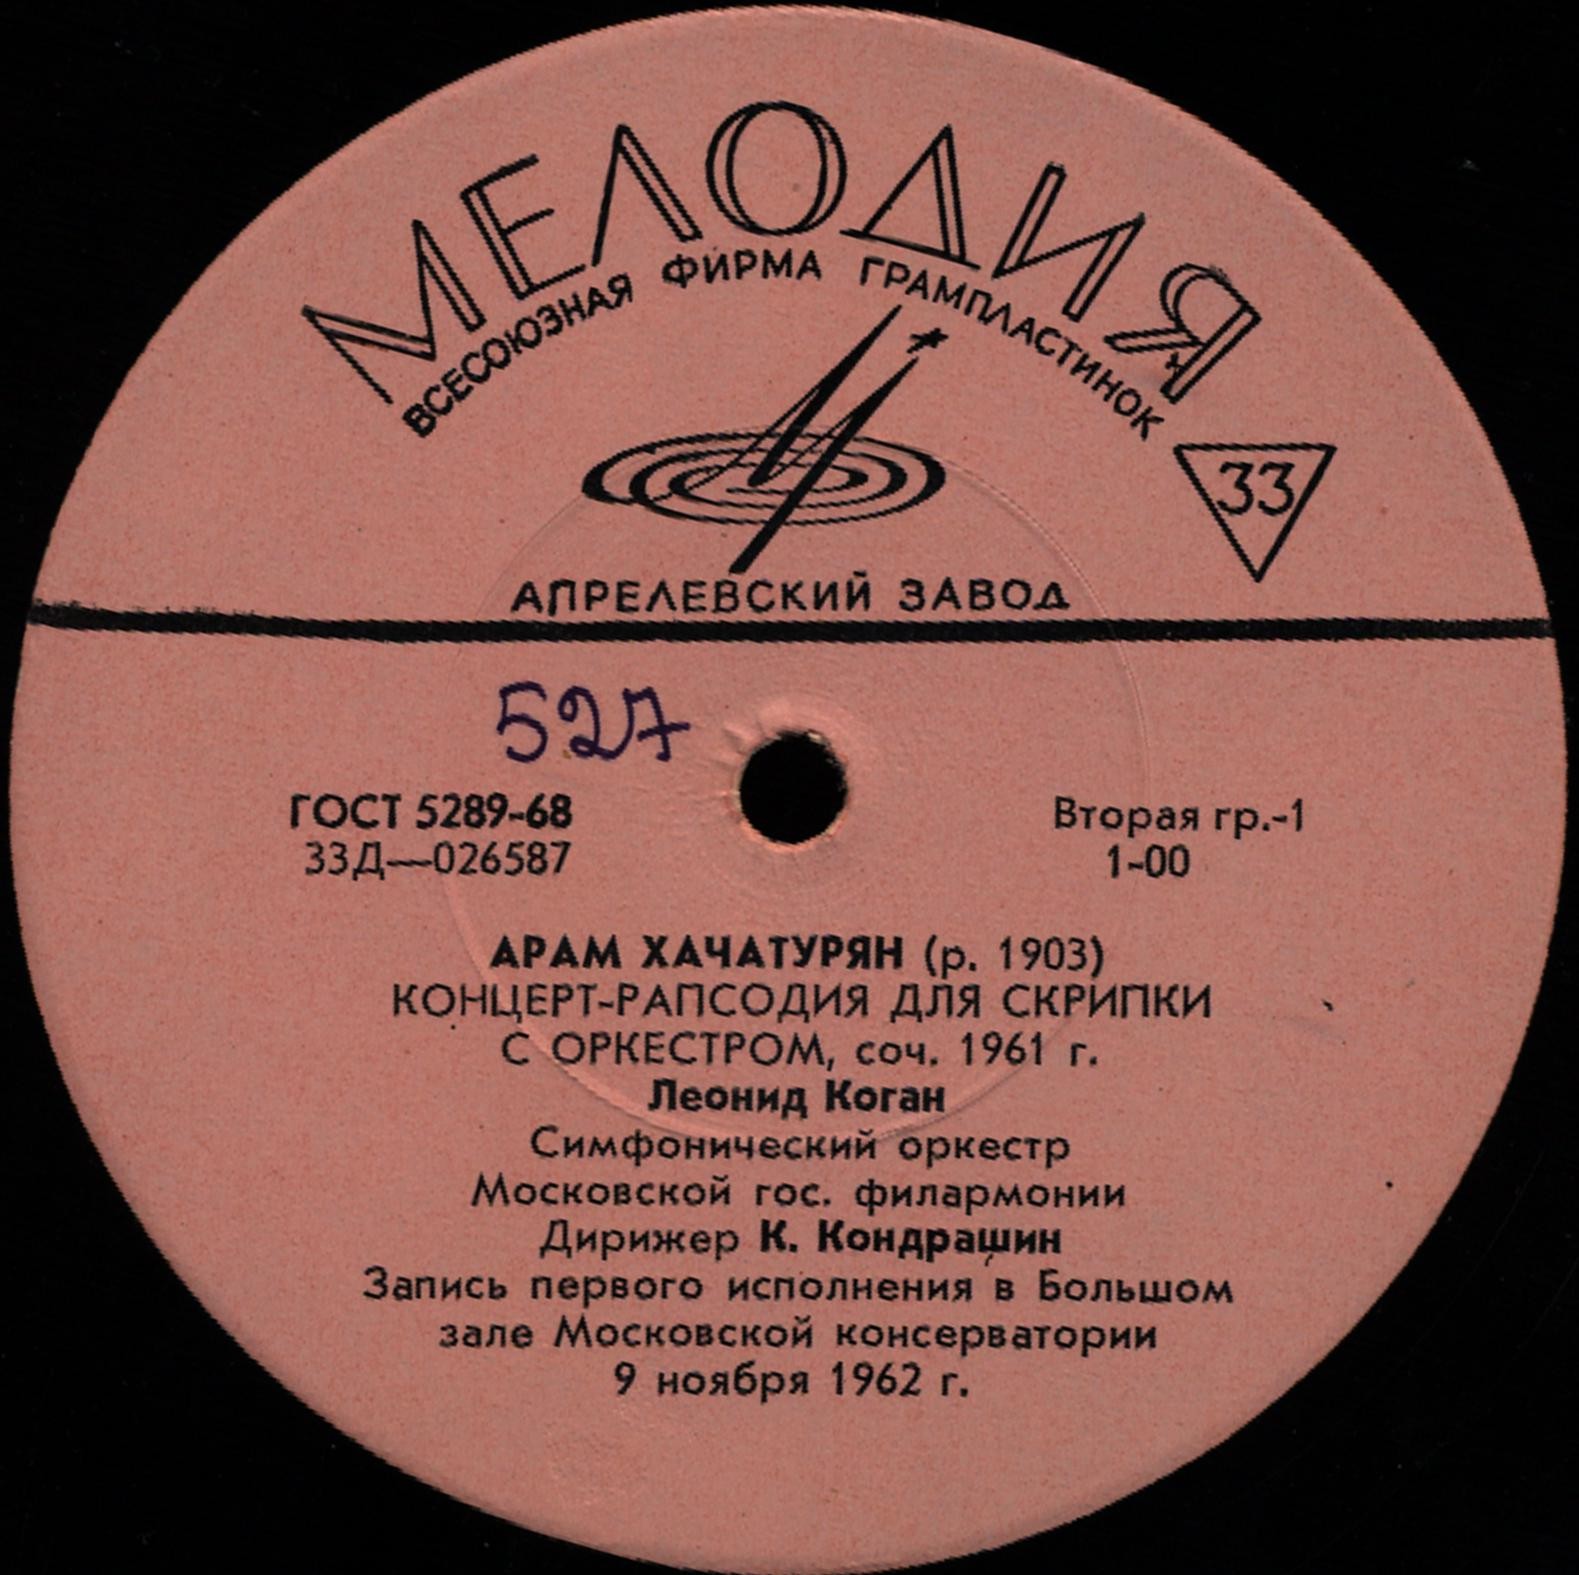 МЕЛОДИЯ
ВСЕСОЮЗНАЯ ФИРМА ГРАМПЛАСТИНОК
33
АПРЕЛЕВСКИЙ ЗАВОД
527
ГОСТ 5289-68
33Д—026587
Вторая гр.-1
1-00
АРАМ ХАЧАТУРЯН (р. 1903)
КОНЦЕРТ-РАПСОДИЯ ДЛЯ СКРИПКИ
С ОРКЕСТРОМ, соч. 1961 г.
Леонид Коган
Симфонический оркестр
Московской гос. филармонии
Дирижер К. Кондрашин
Запись первого исполнения в Большом
зале Московской консерватории
9 ноября 1962 г.